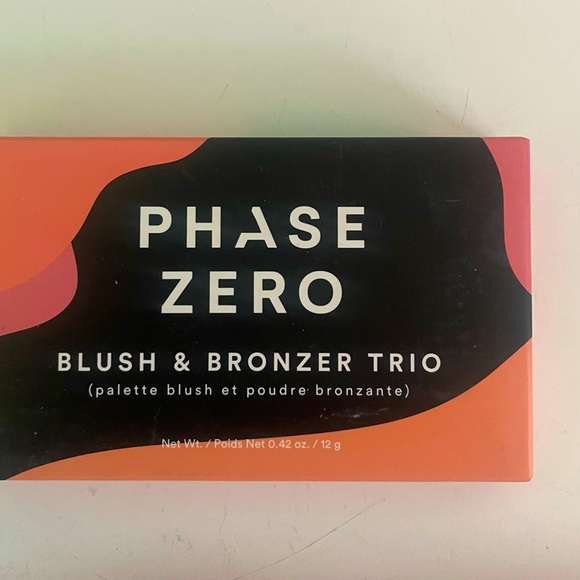 PHASE
ZERO
BLUSH & BRONZER TRIO
(palette blush et poudre bronzante)
Net Wt. / Poids Net 0.42 oz. / 12 g